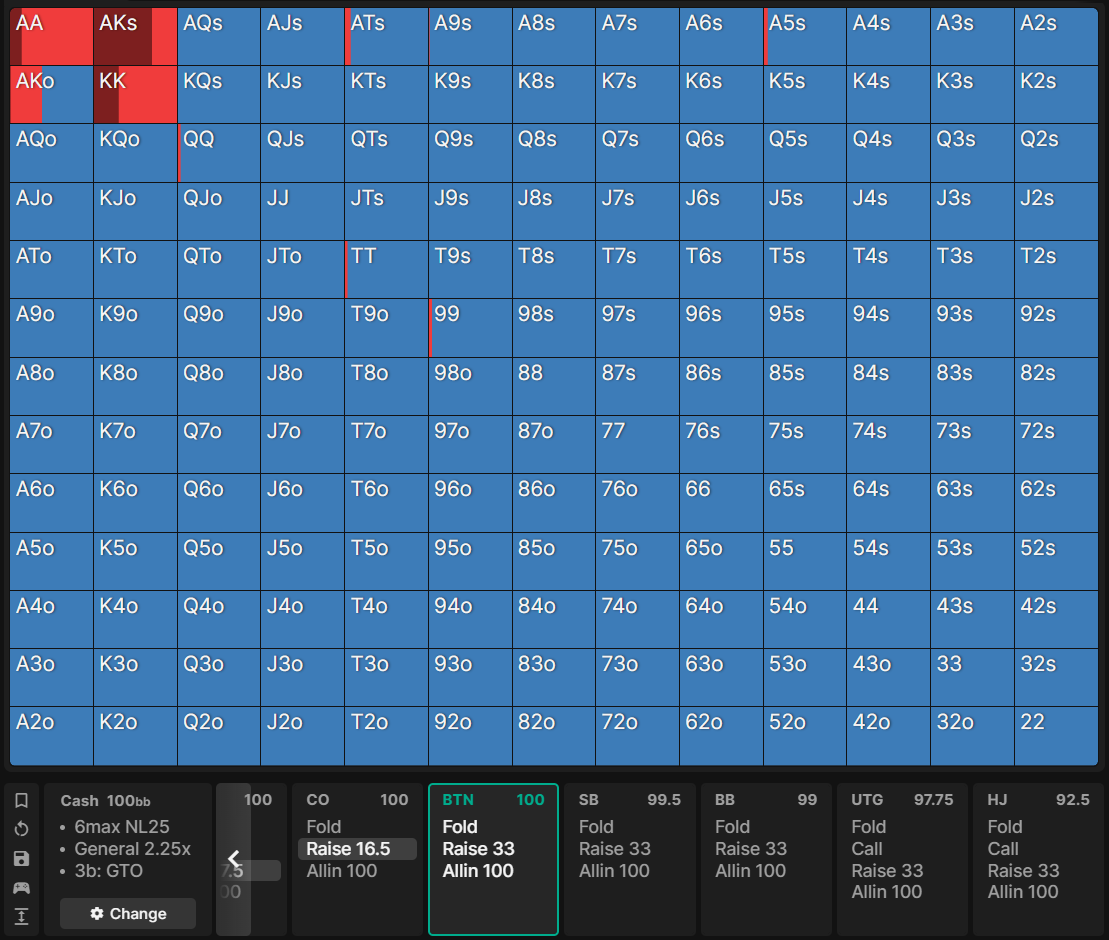 AA AKs AQs AJs ATs A9s A8s A7s A6s A5s A4s A3s A2s
AKo KK KQs KJs KTs K9s K8s K7s K6s K5s K4s K3s K2s
AQo KQo QQ QJs QTs Q9s Q8s Q7s Q6s Q5s Q4s Q3s Q2s
AJo KJo QJo JJ JTs J9s J8s J7s J6s J5s J4s J3s J2s
ATo KTo QTo JTo TT T9s T8s T7s T6s T5s T4s T3s T2s
A9o K9o Q9o J9o T9o 99 98s 97s 96s 95s 94s 93s 92s
A8o K8o Q8o J8o T8o 98o 88 87s 86s 85s 84s 83s 82s
A7o K7o Q7o J7o T7o 97o 87o 77 76s 75s 74s 73s 72s
A6o K6o Q6o J6o T6o 96o 86o 76o 66 65s 64s 63s 62s
A5o K5o Q5o J5o T5o 95o 85o 75o 65o 55 54s 53s 52s
A4o K4o Q4o J4o T4o 94o 84o 74o 64o 54o 44 43s 42s
A3o K3o Q3o J3o T3o 93o 83o 73o 63o 53o 43o 33 32s
A2o K2o Q2o J2o T2o 92o 82o 72o 62o 52o 42o 32o 22
Cash 100bb
• 6max NL25
• General 2.25x
• 3b: GTO
Change
100
7.5
00
CO 100
Fold
Raise 16.5
Allin 100
BTN 100
Fold
Raise 33
Allin 100
SB 99.5
Fold
Raise 33
Allin 100
BB 99
Fold
Raise 33
Allin 100
UTG 97.75
Fold
Call
Raise 33
Allin 100
HJ 92.5
Fold
Call
Raise 33
Allin 100